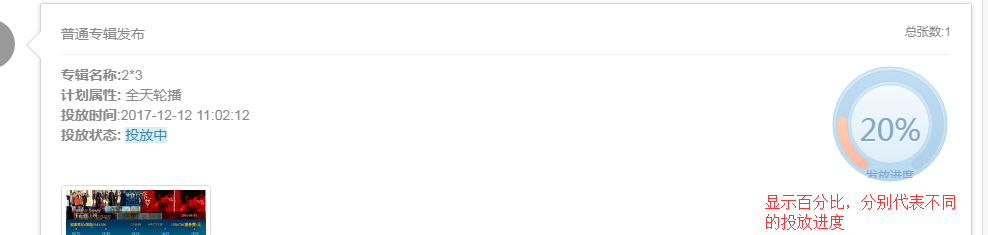 普通专辑发布
总张数:1
专辑名称:2*3
计划属性: 全天轮播
投放时间:2017-12-12 11:02:12
投放状态: 投放中
20%
发放进度
显示百分比，分别代表不同
的投放进度